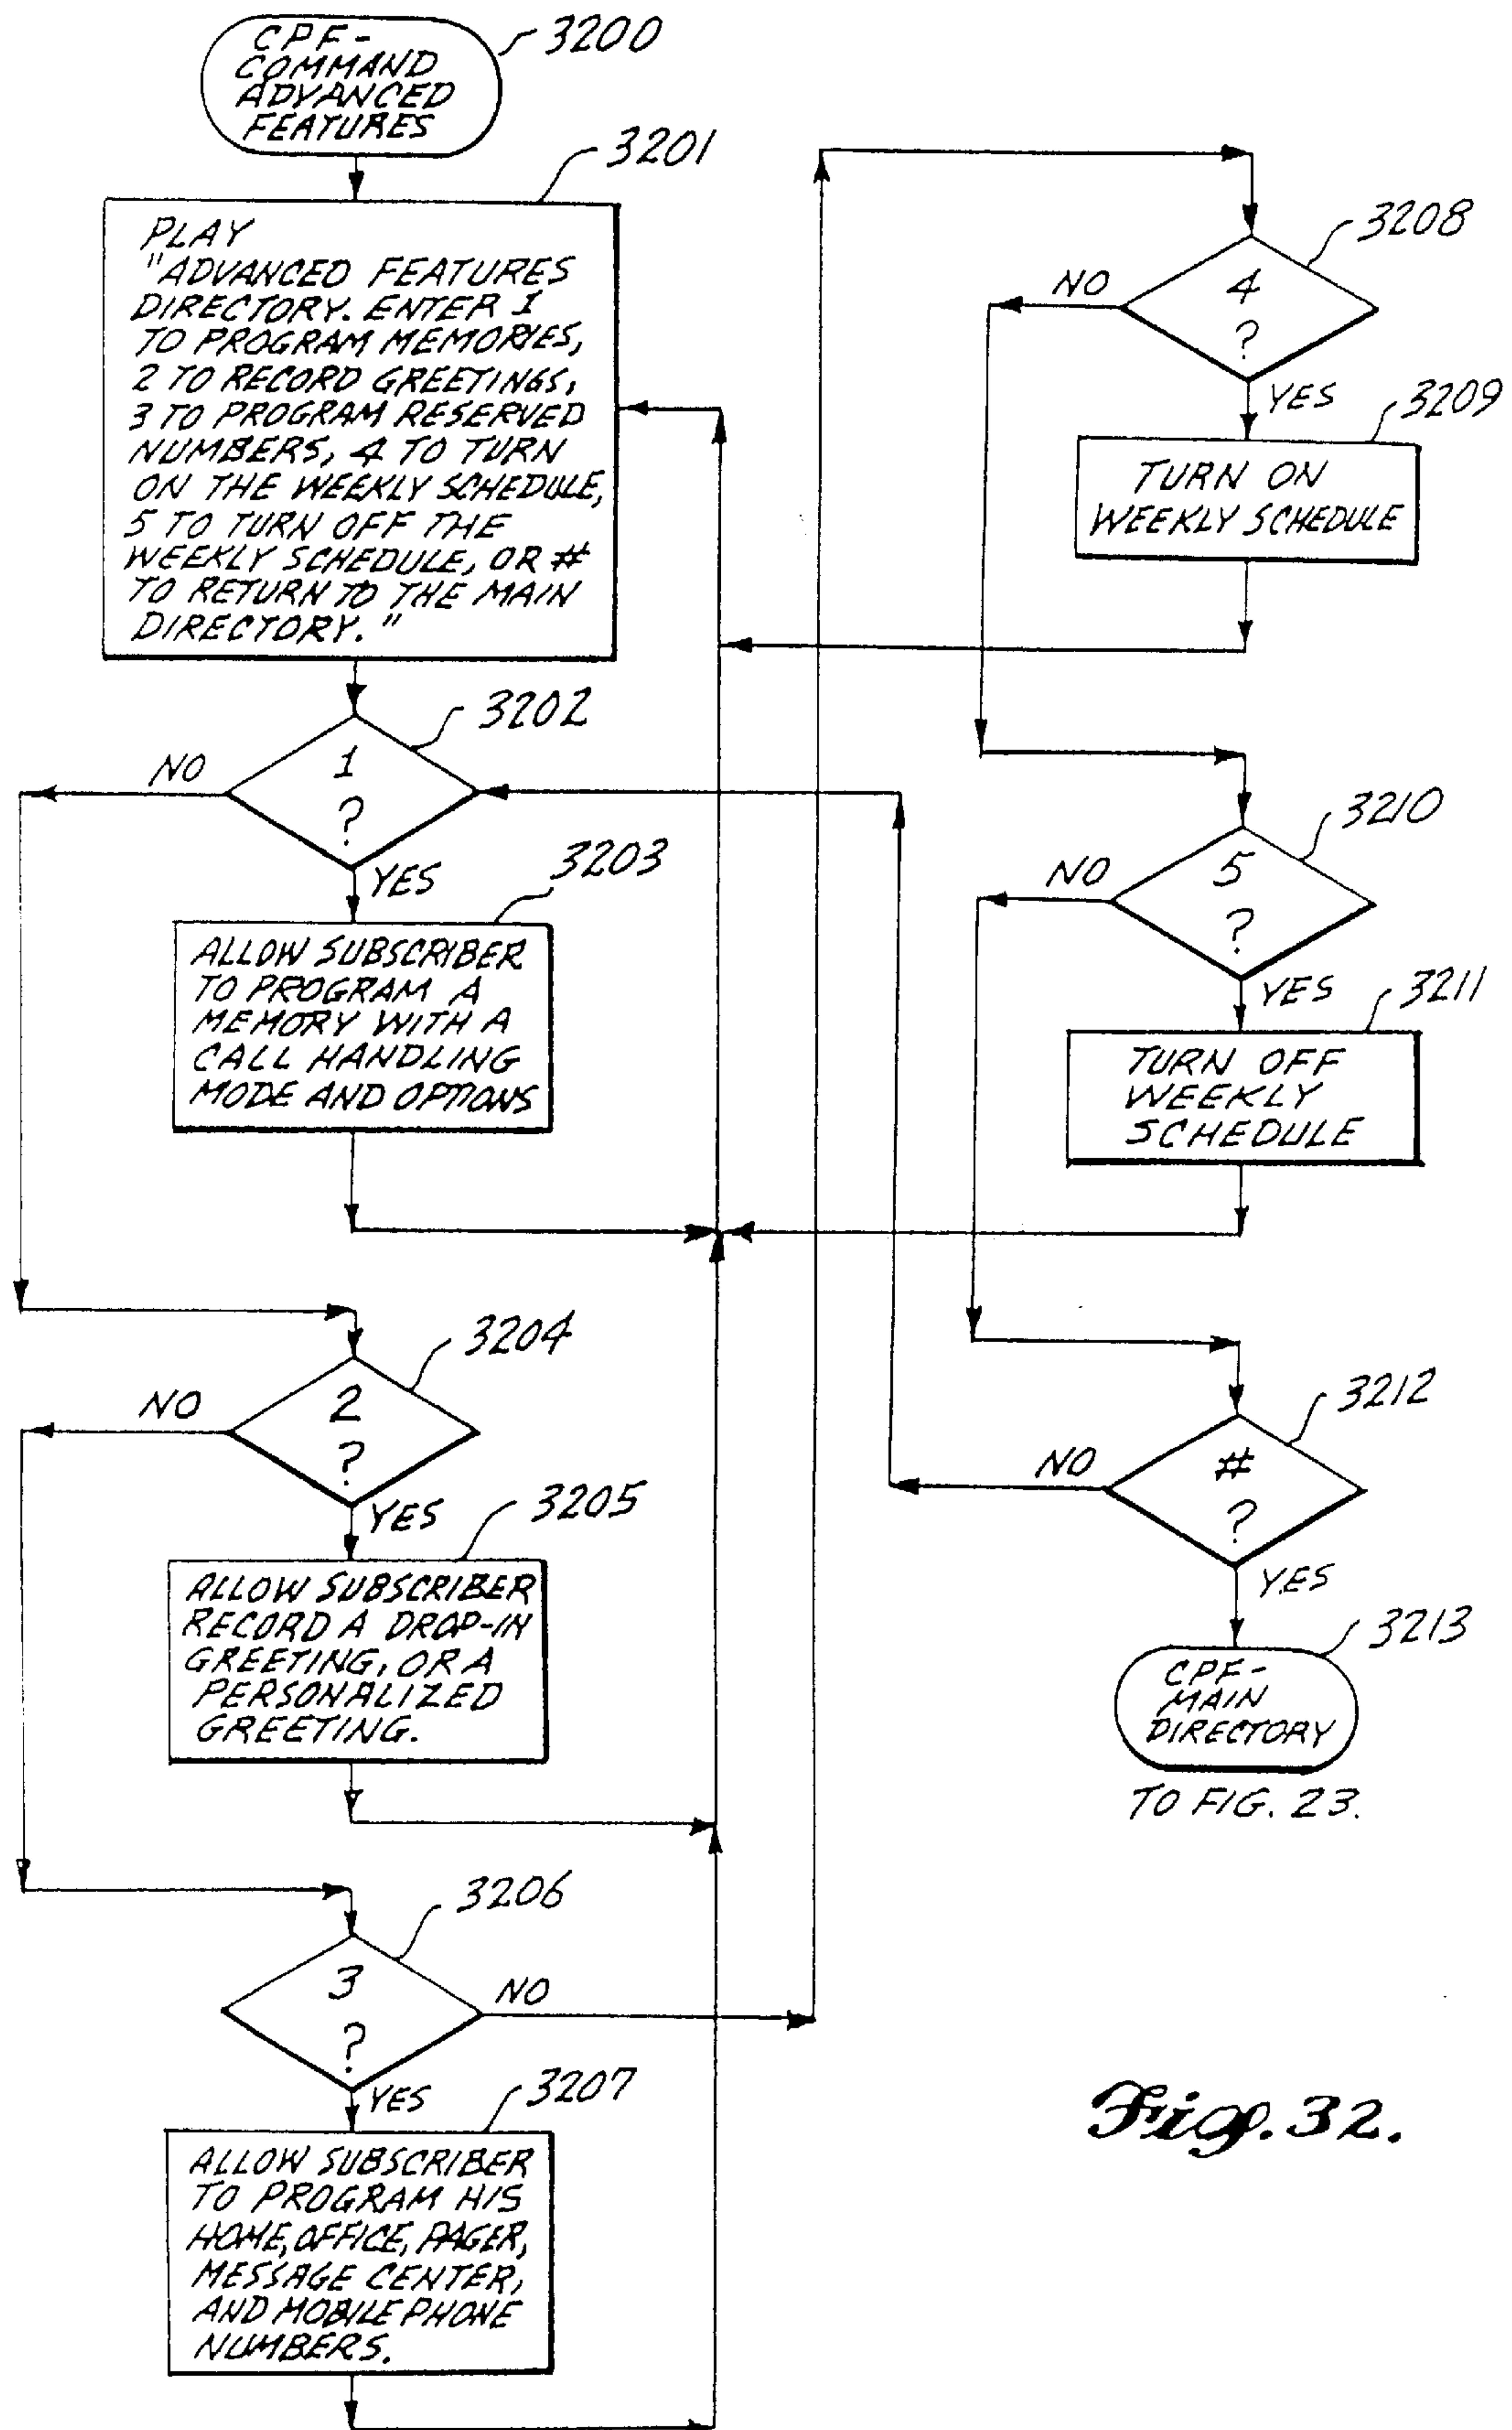 CPF-
COMMAND
ADVANCED
FEATURES
3200
3201
PLAY
"ADVANCED FEATURES
DIRECTORY. ENTER 1
TO PROGRAM MEMORIES,
2 TO RECORD GREETINGS,
3 TO PROGRAM RESERVED
NUMBERS, 4 TO TURN
ON THE WEEKLY SCHEDULE,
5 TO TURN OFF THE
WEEKLY SCHEDULE, OR #
TO RETURN TO THE MAIN
DIRECTORY."
3202
NO
1
?
YES
3203
ALLOW SUBSCRIBER
TO PROGRAM A
MEMORY WITH A
CALL HANDLING
MODE AND OPTIONS
3204
NO
2
?
YES
3205
ALLOW SUBSCRIBER
RECORD A DROP-IN
GREETING, OR A
PERSONALIZED
GREETING.
3206
3
?
NO
YES
3207
ALLOW SUBSCRIBER
TO PROGRAM HIS
HOME, OFFICE, PAGER,
MESSAGE CENTER,
AND MOBILE PHONE
NUMBERS.
3208
NO
4
?
YES
3209
TURN ON
WEEKLY SCHEDULE
3210
NO
5
?
YES
3211
TURN OFF
WEEKLY
SCHEDULE
3212
NO
#
?
YES
3213
CPF-
MAIN
DIRECTORY
TO FIG. 23.
Fig. 32.